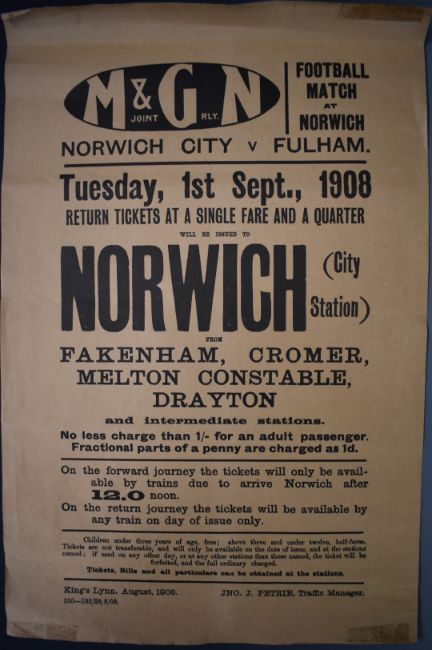 M & G N
JOINT RLY.
FOOTBALL
MATCH
AT
NORWICH
NORWICH CITY v FULHAM.
Tuesday, 1st Sept., 1908
RETURN TICKETS AT A SINGLE FARE AND A QUARTER
WILL BE ISSUED TO
NORWICH (City Station)
FROM
FAKENHAM, CROMER,
MELTON CONSTABLE,
DRAYTON
and intermediate stations.
No less charge than 1/- for an adult passenger.
Fractional parts of a penny are charged as 1d.
On the forward journey the tickets will only be avail-
able by trains due to arrive Norwich after
12.0 noon.
On the return journey the tickets will be available by
any train on day of issue only.
Children under three years of age, free; above three and under twelve, half-fares.
Tickets are not transferable, and will only be available on the date of issue, and at the stations
named; if used on any other day, or at any other stations than those named, the ticket will be
forfeited, and the full ordinary charged.
Tickets, Bills and all particulars can be obtained at the stations.
King's Lynn, August, 1908. JNO. J. PETRIE, Traffic Manager.